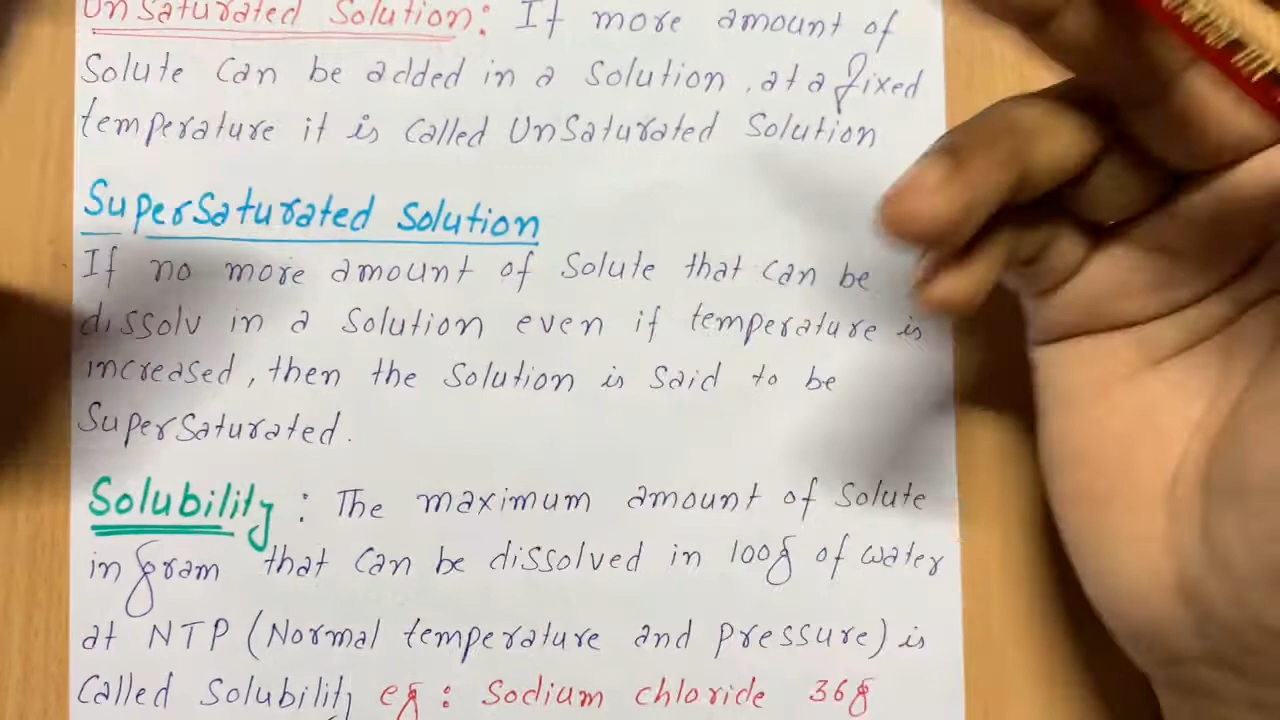 UnSaturated Solution: If more amount of
Solute can be added in a Solution, at a fixed
temperature it is called UnSaturated Solution
SuperSaturated Solution
If no more amount of Solute that can be
dissolv in a Solution even if temperature is
increased, then the Solution is Said to be
SuperSaturated.
Solubility : The maximum amount of Solute
in gram that can be dissolved in 100g of water
at NTP (Normal temperature and pressure) is
Called Solubility eg : Sodium chloride 36g